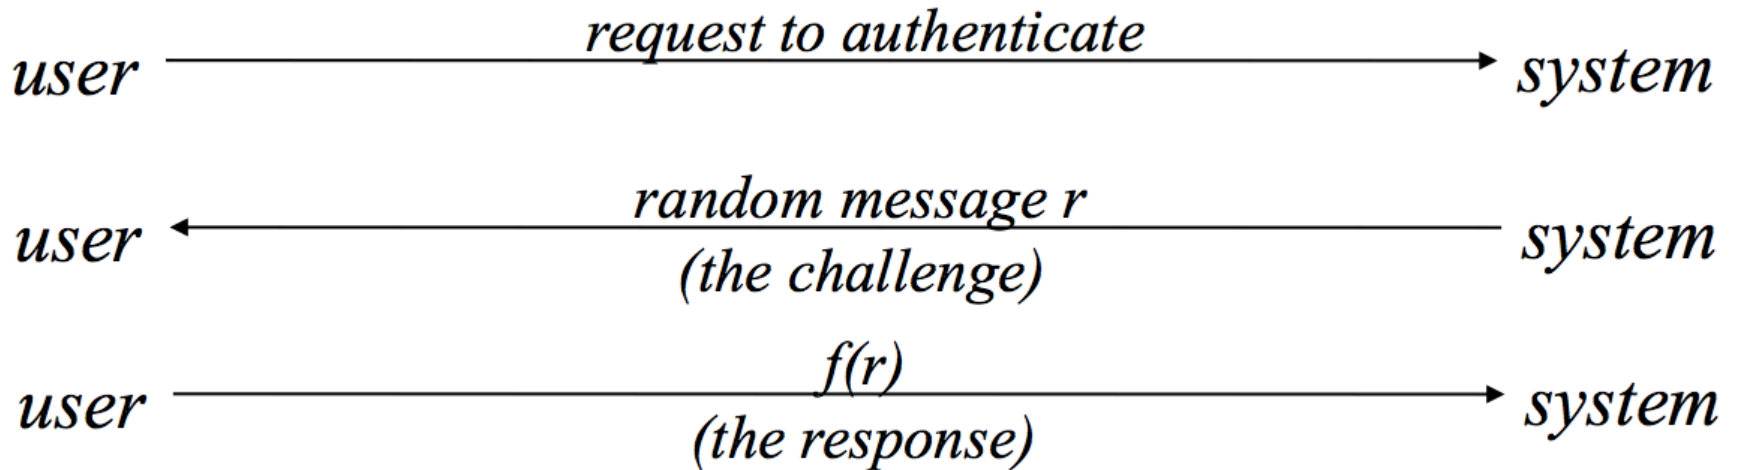 request to authenticate
user system
random message r
user system
(the challenge)
f(r)
user system
(the response)